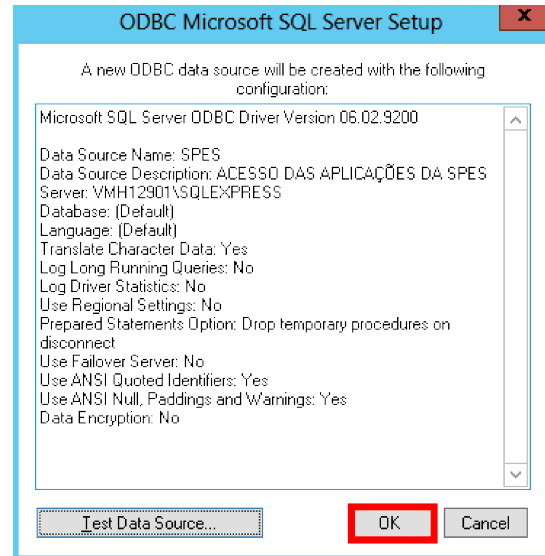 ODBC Microsoft SQL Server Setup
x
A new ODBC data source will be created with the following
configuration:
Microsoft SQL Server ODBC Driver Version 06.02.9200
Data Source Name: SPES
Data Source Description: ACESSO DAS APLICAÇÕES DA SPES
Server: VMH12901\SQLEXPRESS
Database: (Default)
Language: (Default)
Translate Character Data: Yes
Log Long Running Queries: No
Log Driver Statistics: No
Use Regional Settings: No
Prepared Statements Option: Drop temporary procedures on
disconnect
Use Failover Server: No
Use ANSI Quoted Identifiers: Yes
Use ANSI Null, Paddings and Warnings: Yes
Data Encryption: No
Test Data Source...
OK
Cancel